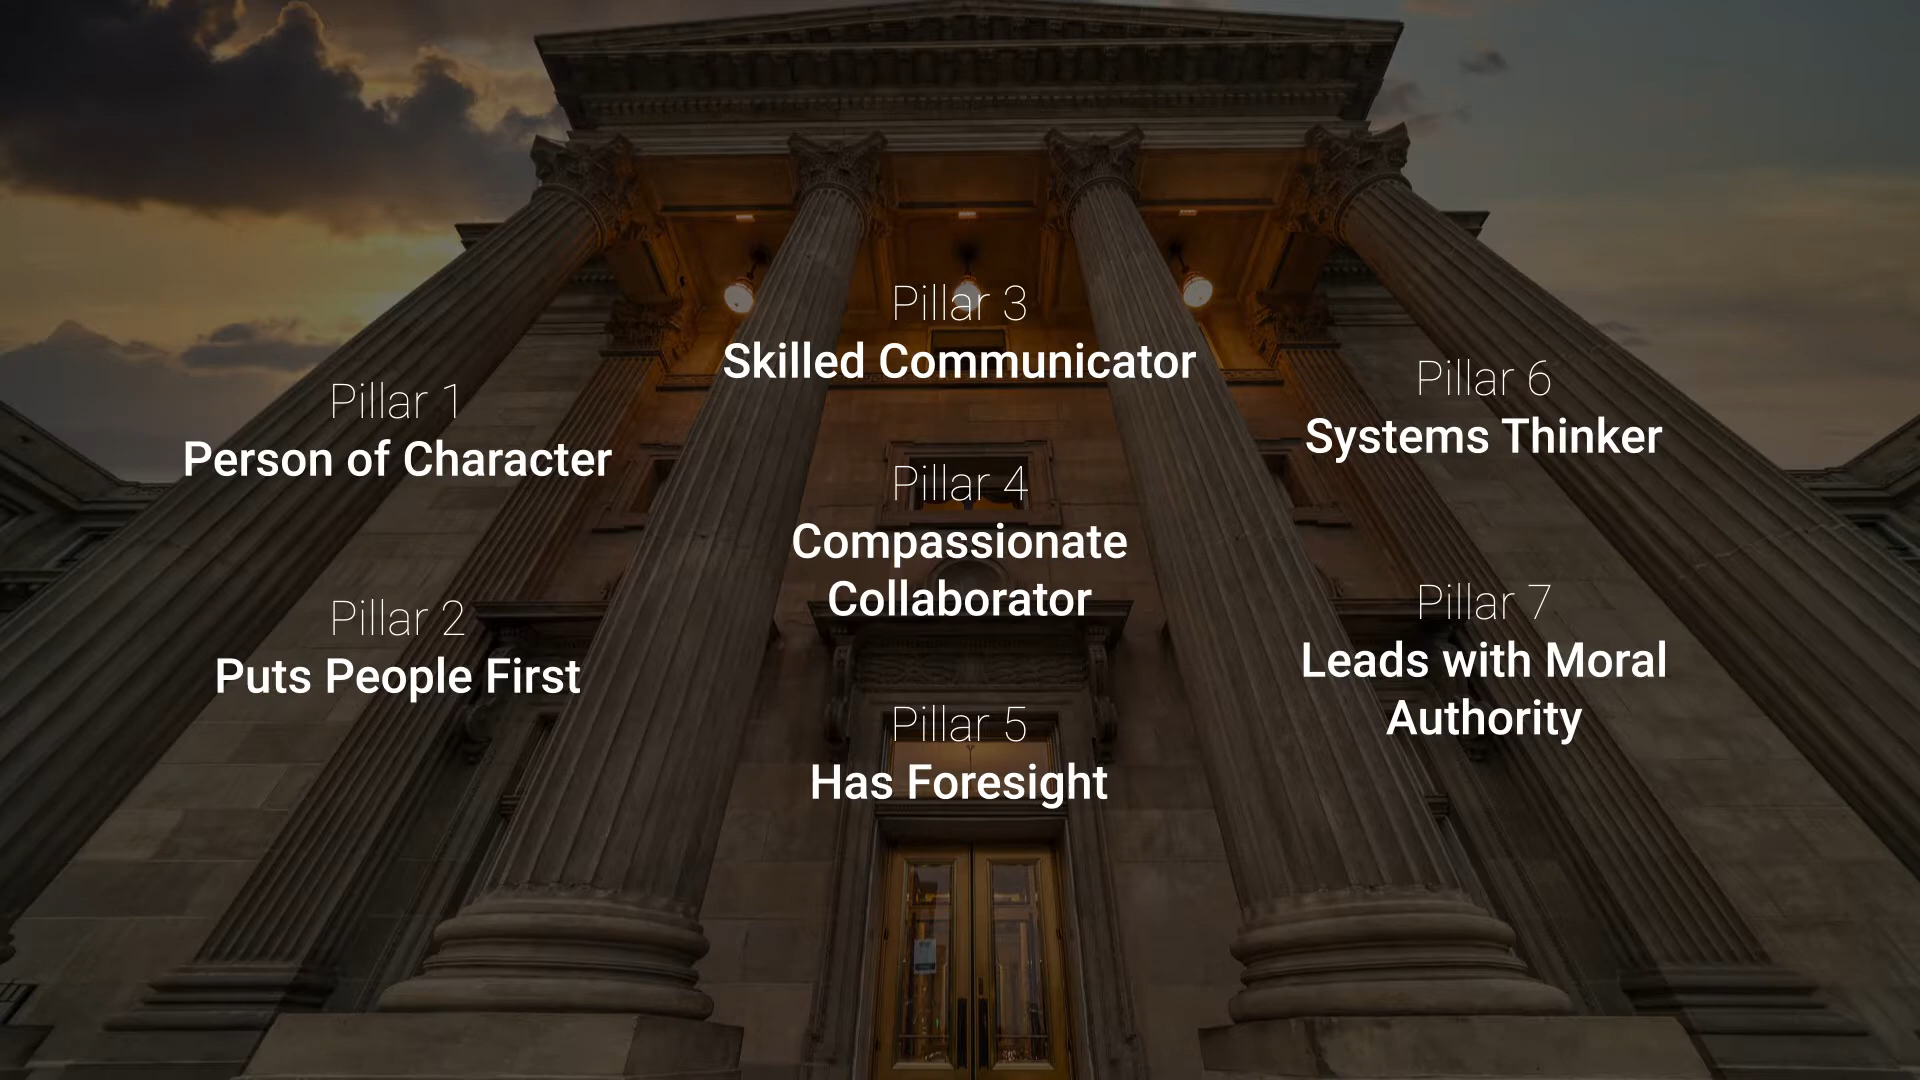 Pillar 1
Person of Character
Pillar 2
Puts People First
Pillar 3
Skilled Communicator
Pillar 4
Compassionate
Collaborator
Pillar 5
Has Foresight
Pillar 6
Systems Thinker
Pillar 7
Leads with Moral
Authority